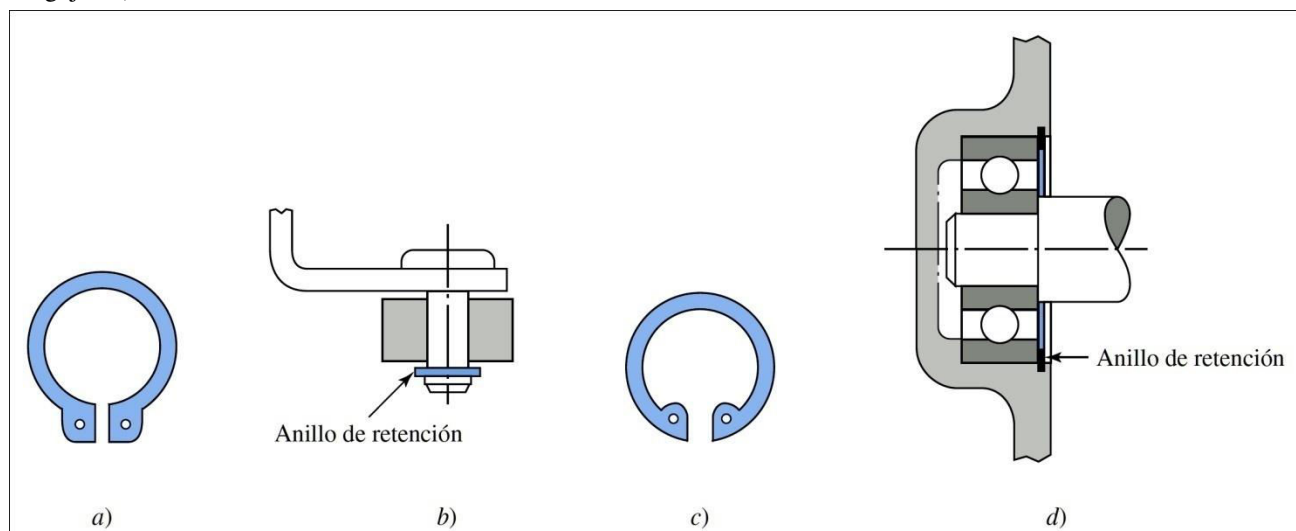 Anillo de retención
Anillo de retención
a)
b)
c)
d)